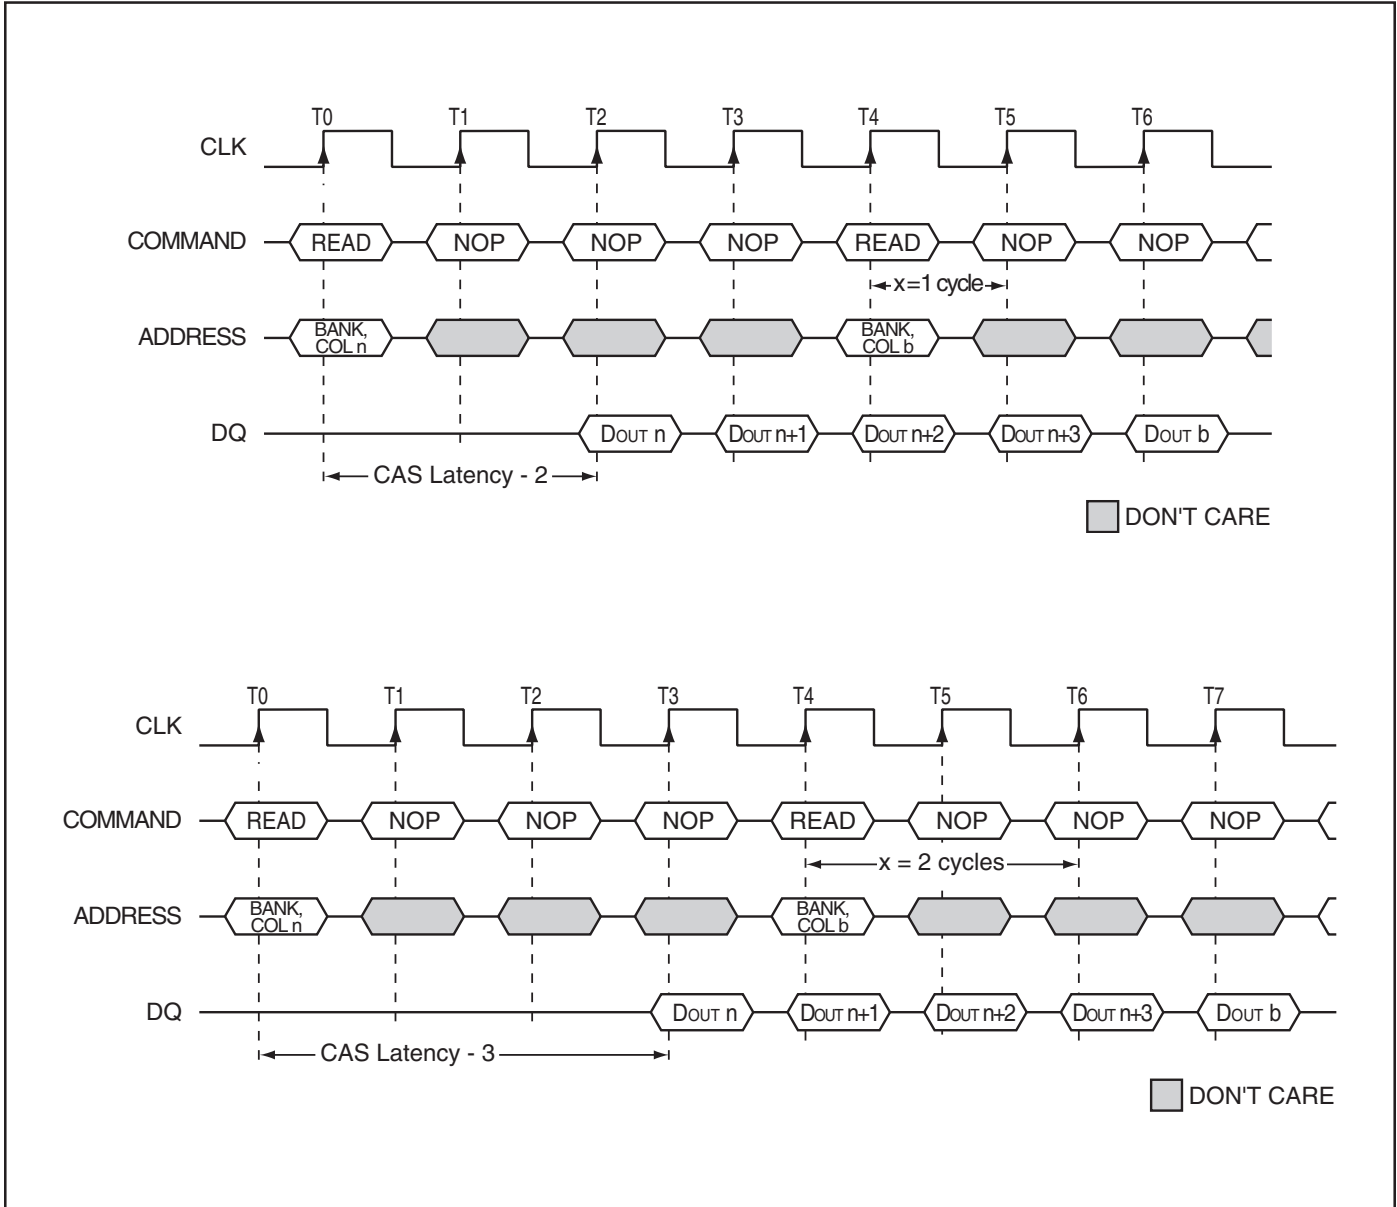 T0 T1 T2 T3 T4 T5 T6
CLK
COMMAND READ NOP NOP NOP READ NOP NOP
x=1 cycle
ADDRESS BANK, COL n BANK, COL b
DQ DOUT n DOUT n+1 DOUT n+2 DOUT n+3 DOUT b
CAS Latency - 2
DON'T CARE
T0 T1 T2 T3 T4 T5 T6 T7
CLK
COMMAND READ NOP NOP NOP READ NOP NOP NOP
x = 2 cycles
ADDRESS BANK, COL n BANK, COL b
DQ DOUT n DOUT n+1 DOUT n+2 DOUT n+3 DOUT b
CAS Latency - 3
DON'T CARE